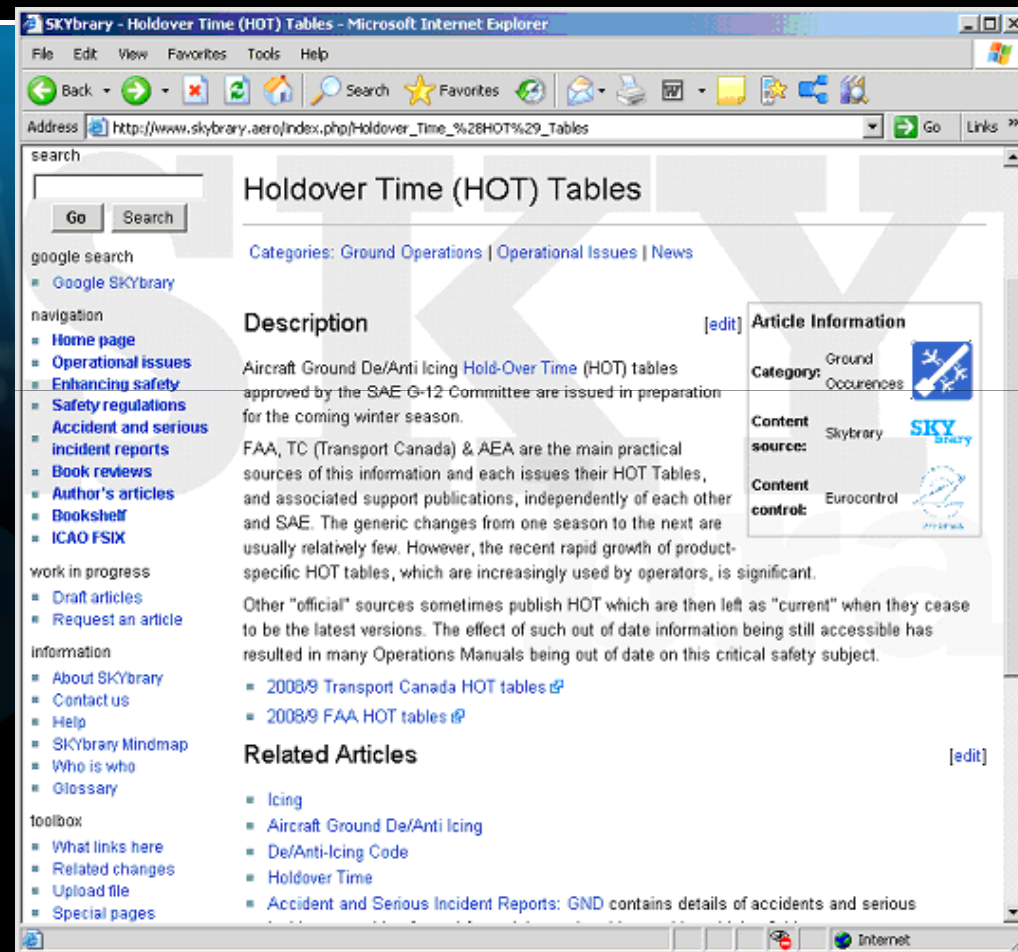 SKYbrary - Holdover Time (HOT) Tables - Microsoft Internet Explorer
File Edit View Favorites Tools Help
Back Search Favorites
Address http://www.skybrary.aero/index.php/Holdover_Time_%28HOT%29_Tables Go Links »
search
Go Search
google search
Google SKYbrary
navigation
Home page
Operational issues
Enhancing safety
Safety regulations
Accident and serious
incident reports
Book reviews
Author's articles
Bookshelf
ICAO FSIX
work in progress
Draft articles
Request an article
information
About SKYbrary
Contact us
Help
SKYbrary Mindmap
Who is who
Glossary
toolbox
What links here
Related changes
Upload file
Special pages
Holdover Time (HOT) Tables
Categories: Ground Operations | Operational Issues | News
Description [edit]
Aircraft Ground De/Anti Icing Hold-Over Time (HOT) tables
approved by the SAE G-12 Committee are issued in preparation
for the coming winter season.
FAA, TC (Transport Canada) & AEA are the main practical
sources of this information and each issues their HOT Tables,
and associated support publications, independently of each other
and SAE. The generic changes from one season to the next are
usually relatively few. However, the recent rapid growth of product-
specific HOT tables, which are increasingly used by operators, is significant.
Other "official" sources sometimes publish HOT which are then left as "current" when they cease
to be the latest versions. The effect of such out of date information being still accessible has
resulted in many Operations Manuals being out of date on this critical safety subject.
2008/9 Transport Canada HOT tables
2008/9 FAA HOT tables
Article Information
Category: Ground
Occurences
Content
source: Skybrary
SKY
brary
Content
control: Eurocontrol
Related Articles [edit]
Icing
Aircraft Ground De/Anti Icing
De/Anti-Icing Code
Holdover Time
Accident and Serious Incident Reports: GND contains details of accidents and serious
Internet